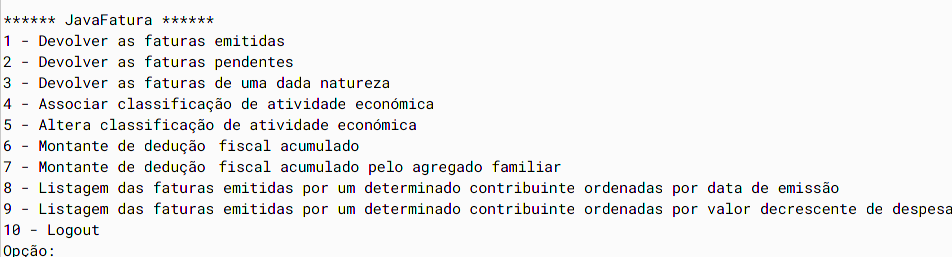 ****** JavaFatura ******
1 - Devolver as faturas emitidas
2 - Devolver as faturas pendentes
3 - Devolver as faturas de uma dada natureza
4 - Associar classificação de atividade económica
5 - Altera classificação de atividade económica
6 - Montante de dedução fiscal acumulado
7 - Montante de dedução fiscal acumulado pelo agregado familiar
8 - Listagem das faturas emitidas por um determinado contribuinte ordenadas por data de emissão
9 - Listagem das faturas emitidas por um determinado contribuinte ordenadas por valor decrescente de despesa
10 - Logout
Opção: